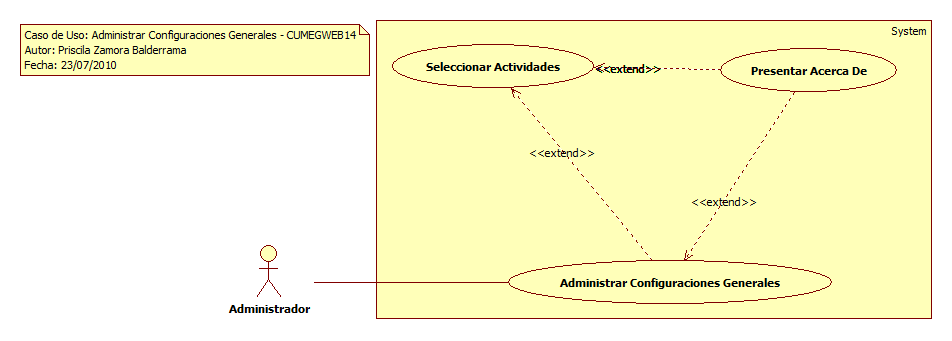 Caso de Uso: Administrar Configuraciones Generales - CUMEGWEB14
Autor: Priscila Zamora Balderrama
Fecha: 23/07/2010
System
Seleccionar Actividades
<<extend>>
Presentar Acerca De
<<extend>>
<<extend>>
Administrar Configuraciones Generales
Administrador